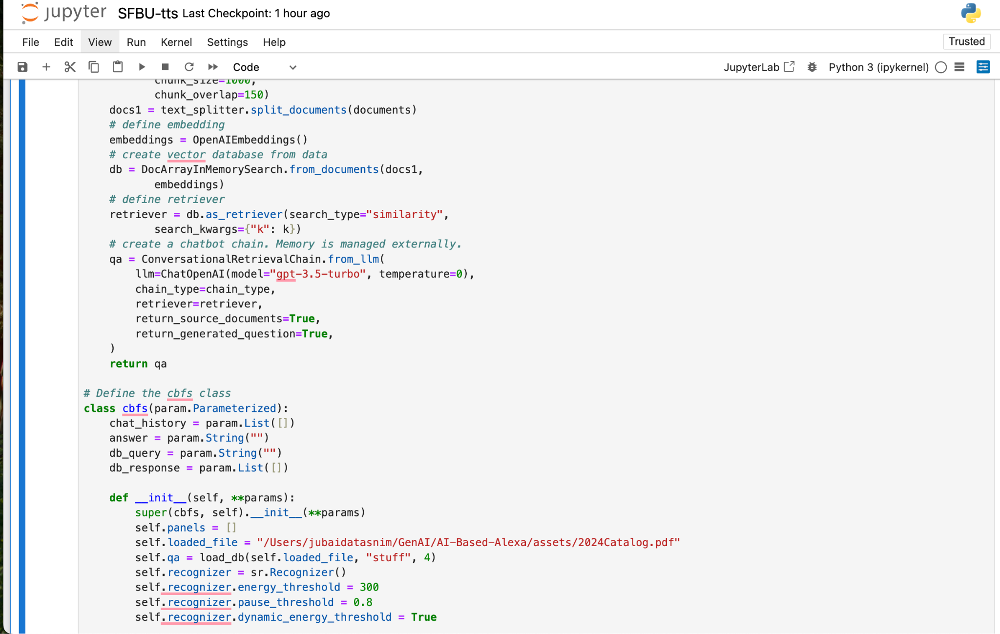 jupyter SFBU-tts Last Checkpoint: 1 hour ago
File Edit View Run Kernel Settings Help Trusted
Code JupyterLab Python 3 (ipykernel)
chunk_size=1000,
chunk_overlap=150)
docs1 = text_splitter.split_documents(documents)
# define embedding
embeddings = OpenAIEmbeddings()
# create vector database from data
db = DocArrayInMemorySearch.from_documents(docs1,
embeddings)
# define retriever
retriever = db.as_retriever(search_type="similarity",
search_kwargs={"k": k})
# create a chatbot chain. Memory is managed externally.
qa = ConversationalRetrievalChain.from_llm(
llm=ChatOpenAI(model="gpt-3.5-turbo", temperature=0),
chain_type=chain_type,
retriever=retriever,
return_source_documents=True,
return_generated_question=True,
)
return qa
# Define the cbfs class
class cbfs(param.Parameterized):
chat_history = param.List([])
answer = param.String("")
db_query = param.String("")
db_response = param.List([])
def __init__(self, **params):
super(cbfs, self).__init__(**params)
self.panels = []
self.loaded_file = "/Users/jubaidatasnim/GenAI/AI-Based-Alexa/assets/2024Catalog.pdf"
self.qa = load_db(self.loaded_file, "stuff", 4)
self.recognizer = sr.Recognizer()
self.recognizer.energy_threshold = 300
self.recognizer.pause_threshold = 0.8
self.recognizer.dynamic_energy_threshold = True